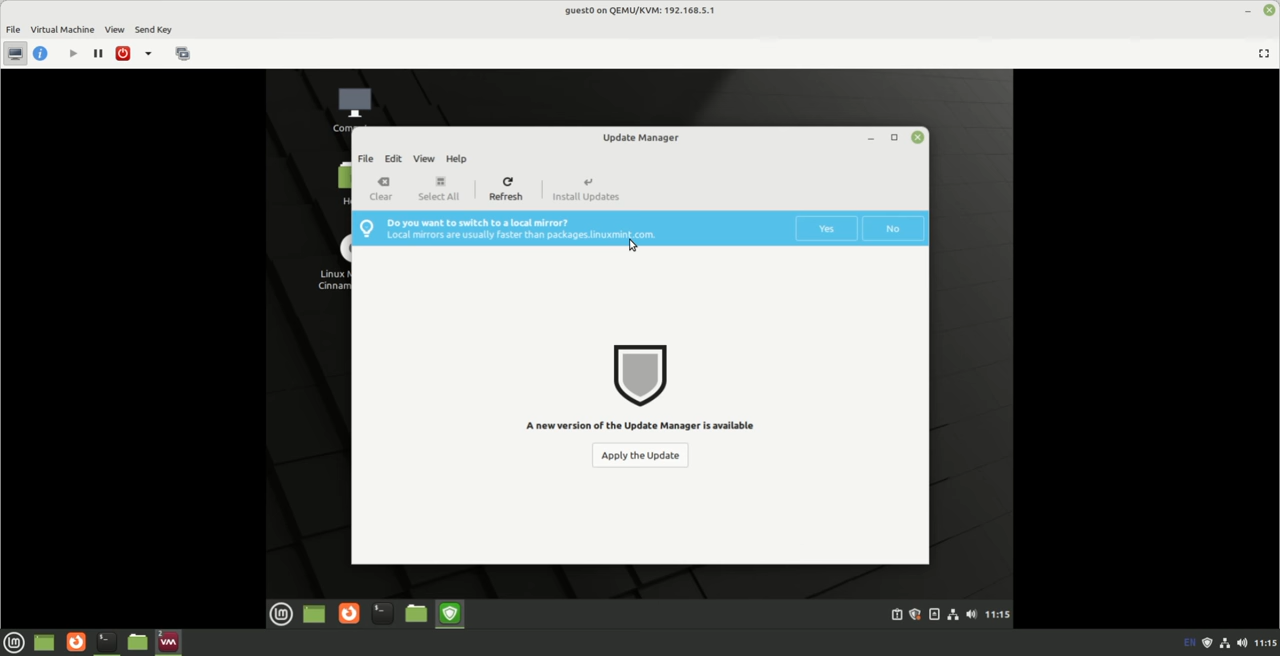 guest0 on QEMU/KVM: 192.168.5.1
File Virtual Machine View Send Key
Update Manager
File Edit View Help
Clear Select All Refresh Install Updates
Do you want to switch to a local mirror?
Local mirrors are usually faster than packages.linuxmint.com.
Yes No
A new version of the Update Manager is available
Apply the Update
11:15
EN 11:15